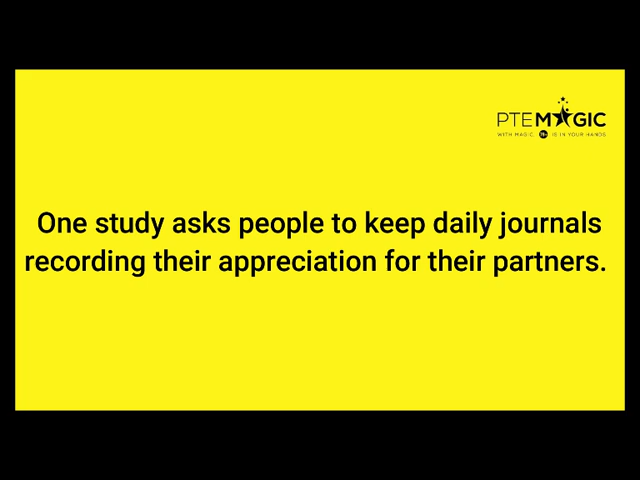 PTEMAGIC
WITH MAGIC, 79+ IS IN YOUR HANDS
One study asks people to keep daily journals
recording their appreciation for their partners.